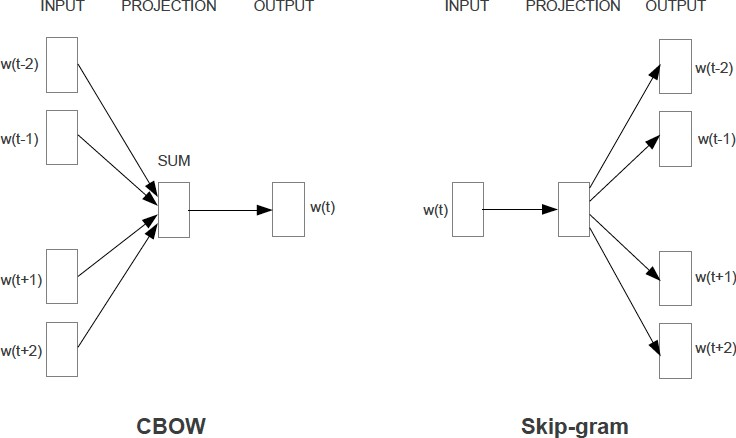 INPUT PROJECTION OUTPUT
w(t-2)
w(t-1)
SUM
w(t)
w(t+1)
w(t+2)
CBOW
INPUT PROJECTION OUTPUT
w(t-2)
w(t-1)
w(t)
w(t+1)
w(t+2)
Skip-gram